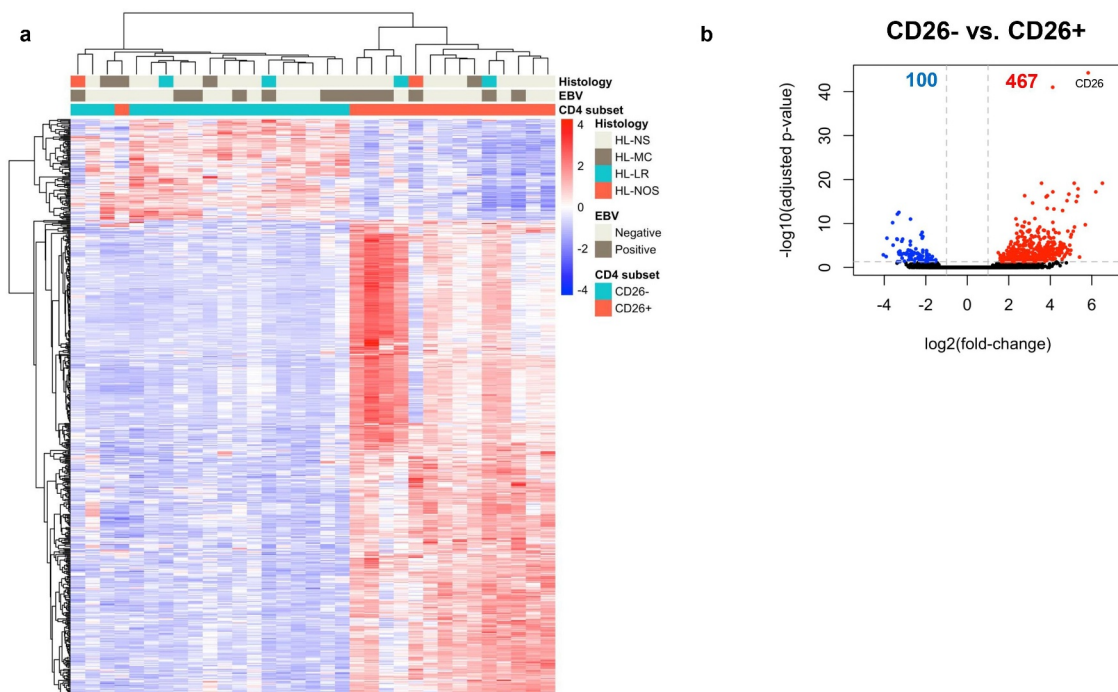 a
Histology
EBV
CD4 subset
4
2
0
-2
-4
Histology
HL-NS
HL-MC
HL-LR
HL-NOS
EBV
Negative
Positive
CD4 subset
CD26-
CD26+
b
CD26- vs. CD26+
100
467
CD26
-log10(adjusted p-value)
40
30
20
10
0
-4
-2
0
2
4
6
log2(fold-change)